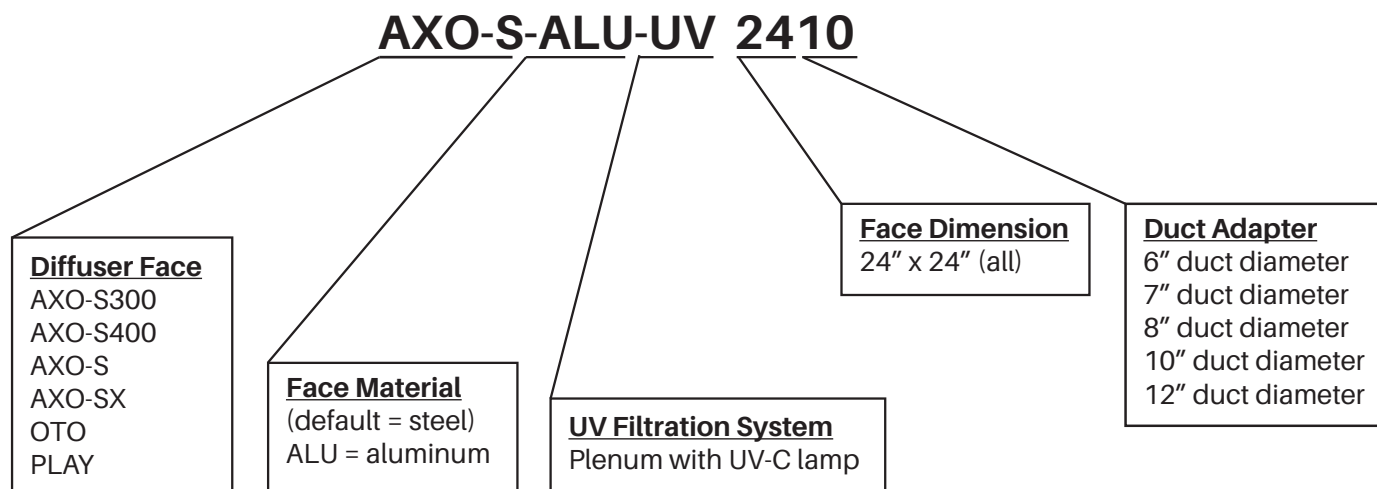 AXO-S-ALU-UV 2410
Diffuser Face
AXO-S300
AXO-S400
AXO-S
AXO-SX
OTO
PLAY
Face Material
(default = steel)
ALU = aluminum
UV Filtration System
Plenum with UV-C lamp
Face Dimension
24” x 24” (all)
Duct Adapter
6” duct diameter
7” duct diameter
8” duct diameter
10” duct diameter
12” duct diameter